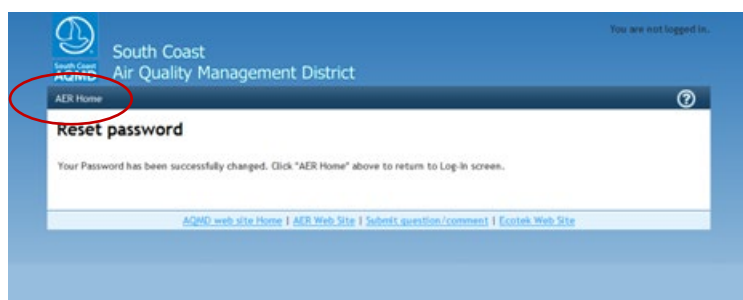 You are not logged in.
South Coast
Air Quality Management District
South Coast
AQMD
AER Home
Reset password
Your Password has been successfully changed. Click "AER Home" above to return to Log-In screen.
AQMD web site Home | AER Web Site | Submit question/comment | Ecotek Web Site